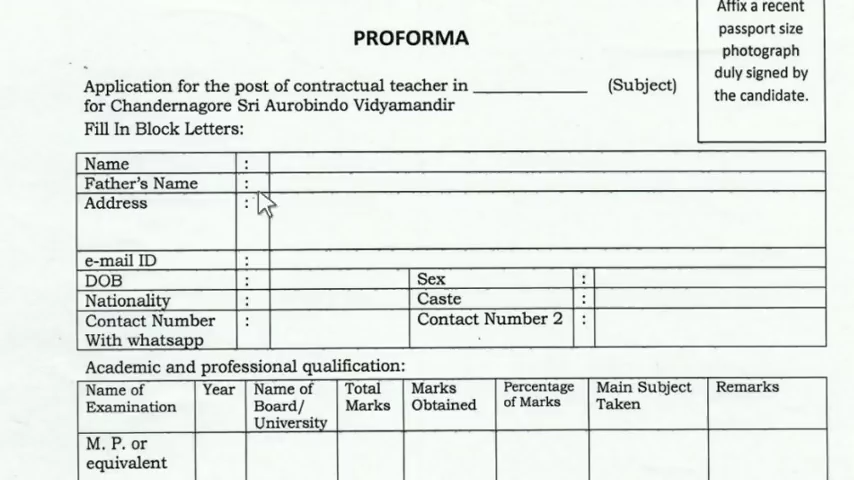 Affix a recent
passport size
photograph
duly signed by
the candidate.
PROFORMA
Application for the post of contractual teacher in ____________ (Subject)
for Chandernagore Sri Aurobindo Vidyamandir
Fill In Block Letters:
Name :
Father's Name :
Address :
e-mail ID :
DOB : Sex :
Nationality : Caste :
Contact Number : Contact Number 2 :
With whatsapp
Academic and professional qualification:
Name of Year Name of Total Marks Percentage Main Subject Remarks
Examination Board/ Marks Obtained of Marks Taken
University
M. P. or
equivalent